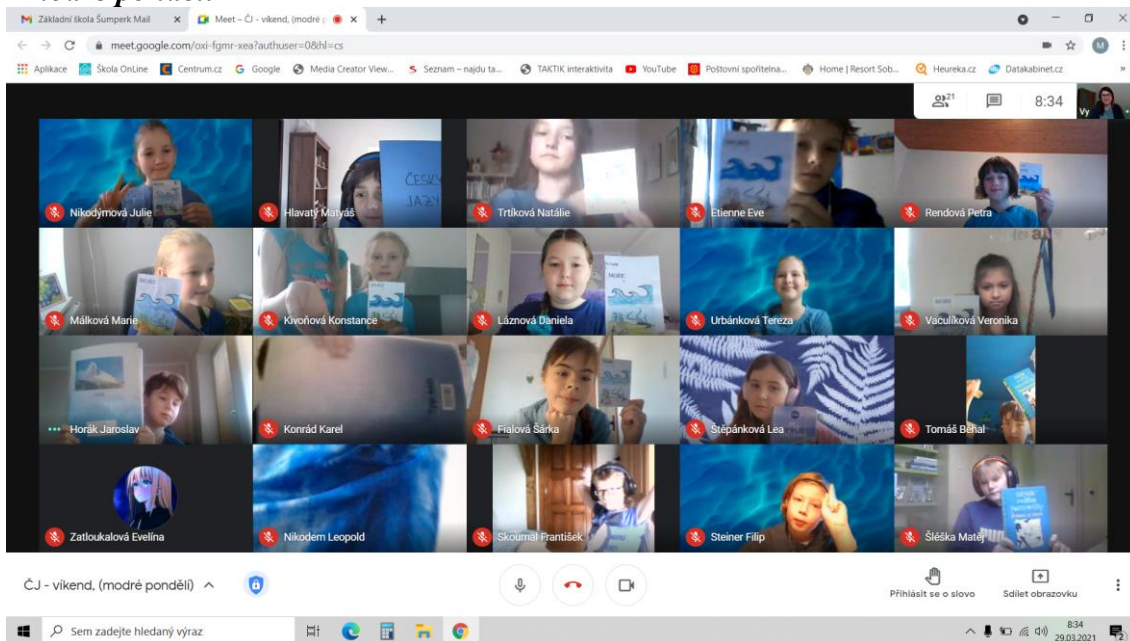 Základní škola Šumperk Mail
Meet – ČJ - víkend, (modré p
meet.google.com/oxi-fgmr-xea?authuser=0&hl=cs
Aplikace Škola OnLine Centrum.cz Google Media Creator View... Seznam – najdu ta... TAKTIK interaktivita YouTube Poštovní spořitelna... Home | Resort Sob... Heureka.cz Datakabinet.cz »
M
21 8:34
Vy
ČESKÝ
JAZY
Nikodýmová Julie Hlavatý Matyáš Trtíková Natálie Etienne Eve Rendová Petra
MOŘE
Málková Marie Kivoňová Konstance Láznová Daniela Urbánková Tereza Vaculíková Veronika
Horák Jaroslav Konrád Karel Fialová Šárka Štěpánková Lea Tomáš Běhal
Zatloukalová Evelína Nikodem Leopold Skoumal František Steiner Filip Šléška Matěj
ČJ - víkend, (modré pondělí)
Přihlásit se o slovo Sdílet obrazovku
Sem zadejte hledaný výraz
8:34
29.03.2021